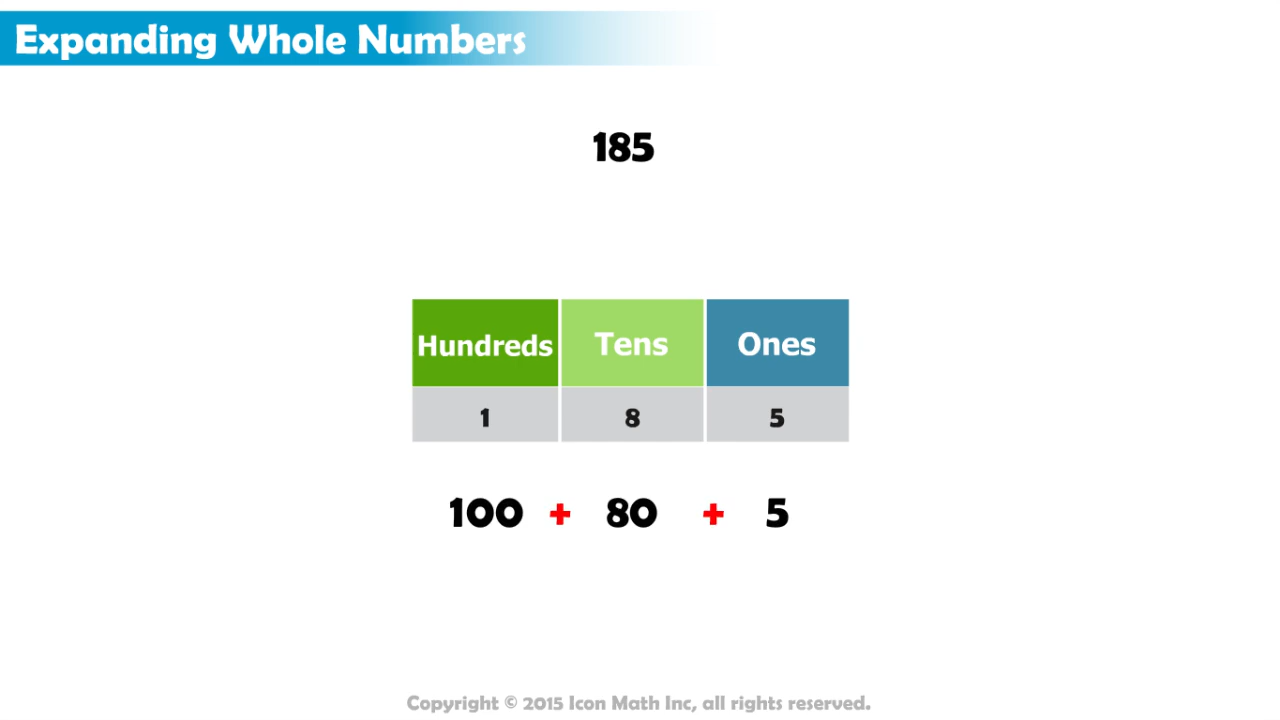 Expanding Whole Numbers
185
Hundreds Tens Ones
1 8 5
100 + 80 + 5
Copyright © 2015 Icon Math Inc, all rights reserved.